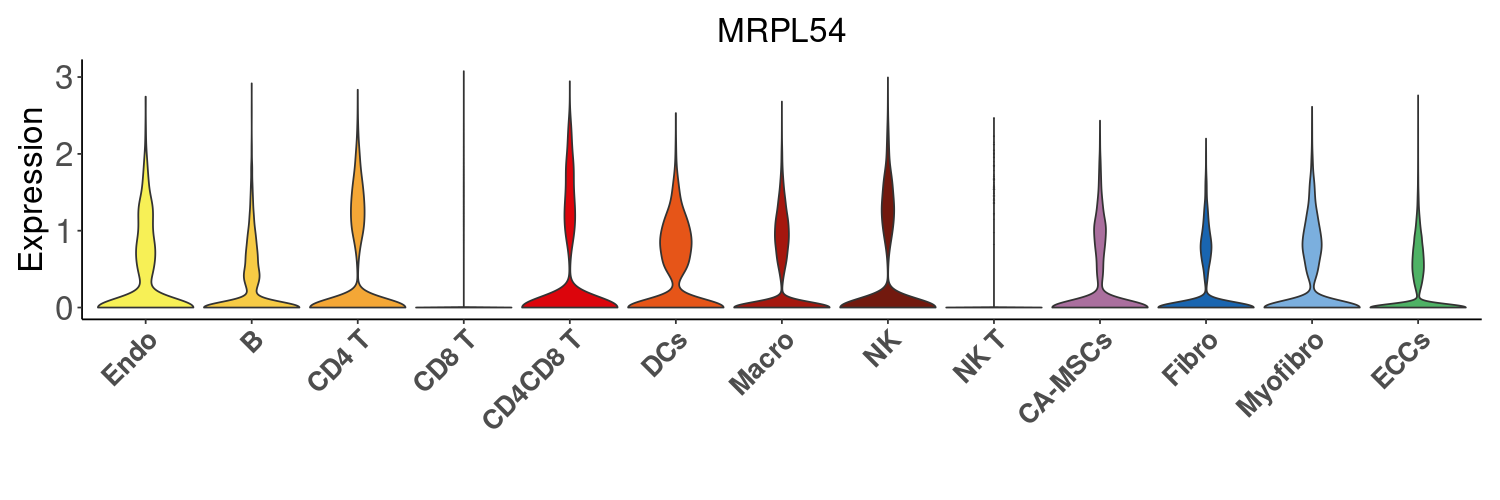 MRPL54
Expression
3
2
1
0
Endo
B
CD4 T
CD8 T
CD4CD8 T
DCs
Macro
NK
NK T
CA-MSCs
Fibro
Myofibro
ECCs